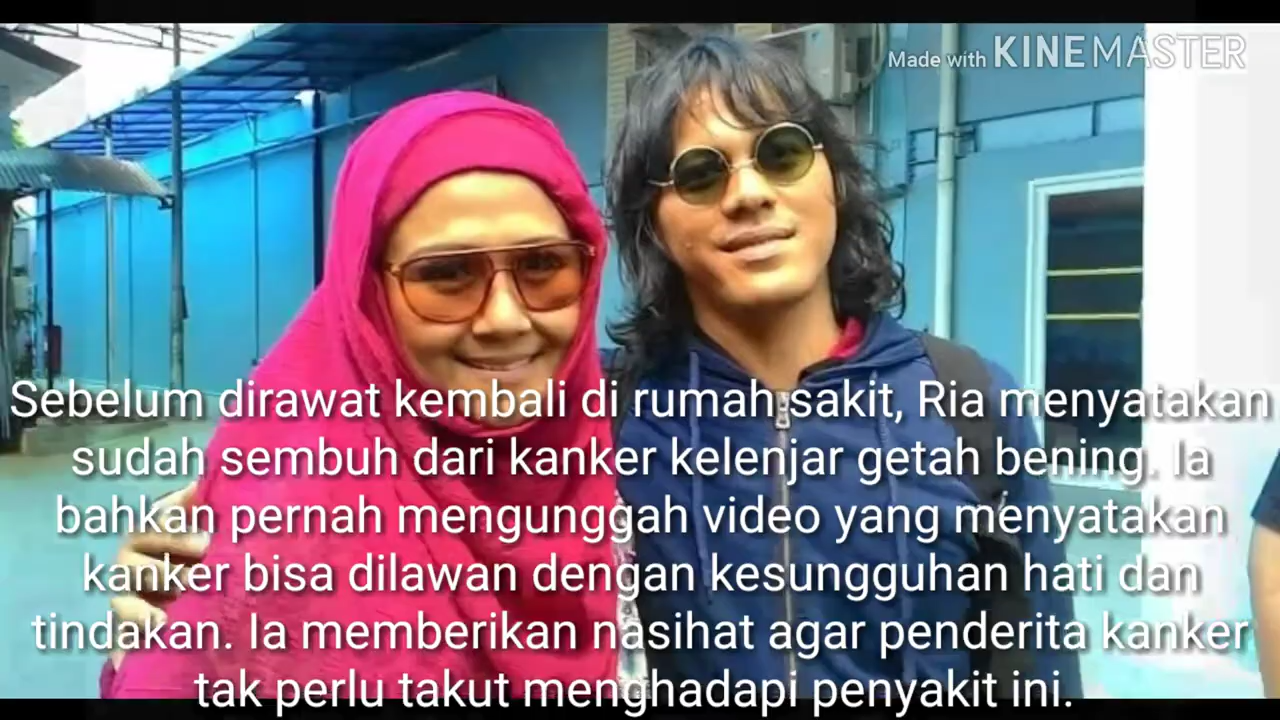 Made with KINEMASTER
Sebelum dirawat kembali di rumah sakit, Ria menyatakan
sudah sembuh dari kanker kelenjar getah bening. Ia
bahkan pernah mengunggah video yang menyatakan
kanker bisa dilawan dengan kesungguhan hati dan
tindakan. Ia memberikan nasihat agar penderita kanker
tak perlu takut menghadapi penyakit ini.